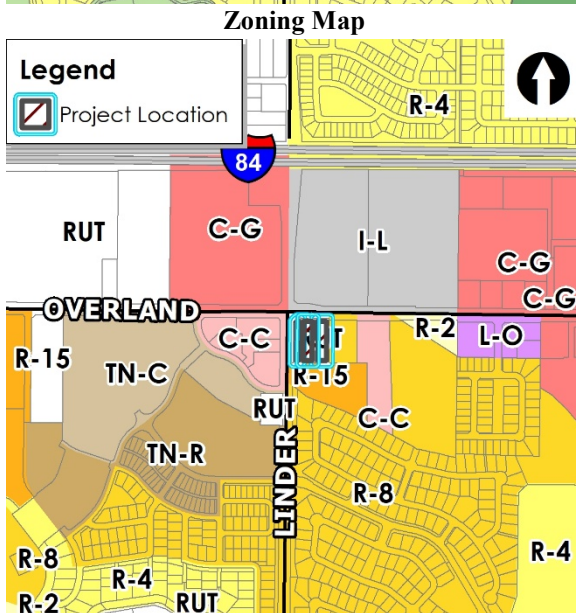 Zoning Map
Legend
Project Location
R-4
84
RUT
C-G
I-L
C-G
C-G
OVERLAND
R-2
L-O
C-C
R-15
TN-C
R-15
RUT
C-C
TN-R
LINDER
R-8
R-8
R-4
R-4
R-2
RUT